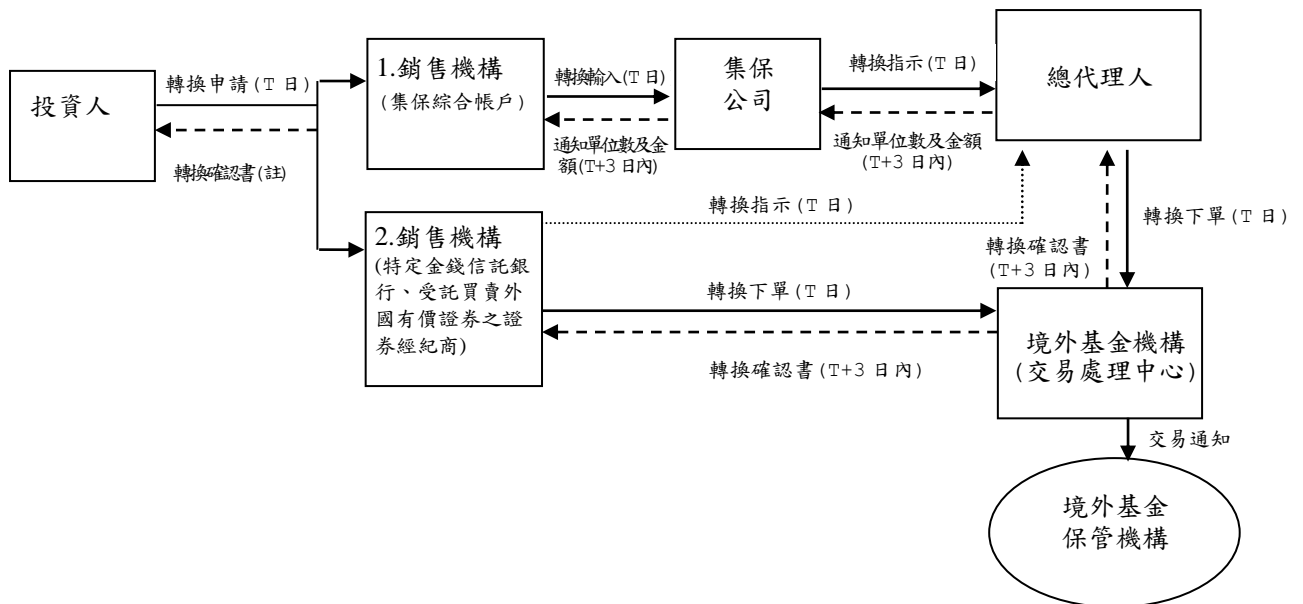 投資人
轉換申請(T 日)
轉換確認書(註)
1.銷售機構
(集保綜合帳戶)
轉換輸入(T 日)
通知單位數及金
額(T+3 日內)
集保
公司
轉換指示(T 日)
通知單位數及金額
(T+3 日內)
總代理人
2.銷售機構
(特定金錢信託銀
行、受託買賣外
國有價證券之證
券經紀商)
轉換指示(T 日)
轉換下單(T 日)
轉換確認書(T+3 日內)
轉換確認書
(T+3 日內)
轉換下單(T 日)
境外基金機構
(交易處理中心)
交易通知
境外基金
保管機構